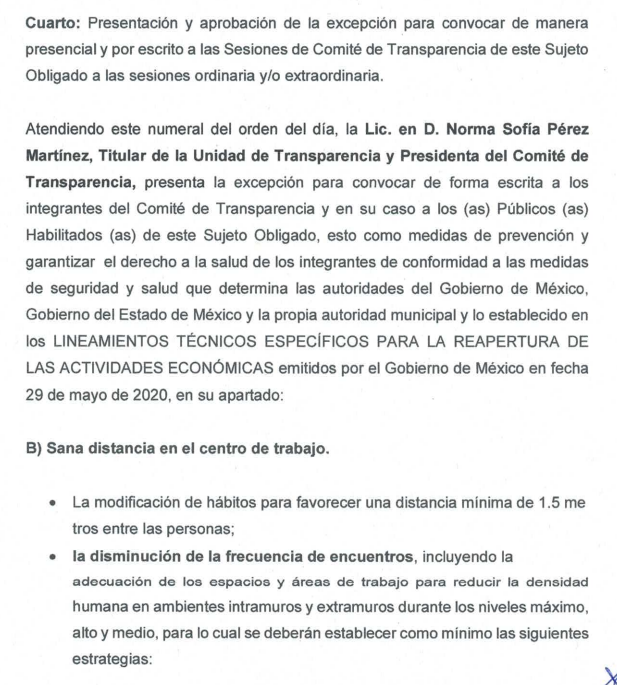 Cuarto: Presentación y aprobación de la excepción para convocar de manera
presencial y por escrito a las Sesiones de Comité de Transparencia de este Sujeto
Obligado a las sesiones ordinaria y/o extraordinaria.
Atendiendo este numeral del orden del día, la Lic. en D. Norma Sofía Pérez
Martínez, Titular de la Unidad de Transparencia y Presidenta del Comité de
Transparencia, presenta la excepción para convocar de forma escrita a los
integrantes del Comité de Transparencia y en su caso a los (as) Públicos (as)
Habilitados (as) de este Sujeto Obligado, esto como medidas de prevención y
garantizar el derecho a la salud de los integrantes de conformidad a las medidas
de seguridad y salud que determina las autoridades del Gobierno de México,
Gobierno del Estado de México y la propia autoridad municipal y lo establecido en
los LINEAMIENTOS TÉCNICOS ESPECÍFICOS PARA LA REAPERTURA DE
LAS ACTIVIDADES ECONÓMICAS emitidos por el Gobierno de México en fecha
29 de mayo de 2020, en su apartado:
B) Sana distancia en el centro de trabajo.
• La modificación de hábitos para favorecer una distancia mínima de 1.5 me
tros entre las personas;
• la disminución de la frecuencia de encuentros, incluyendo la
adecuación de los espacios y áreas de trabajo para reducir la densidad
humana en ambientes intramuros y extramuros durante los niveles máximo,
alto y medio, para lo cual se deberán establecer como mínimo las siguientes
estrategias: